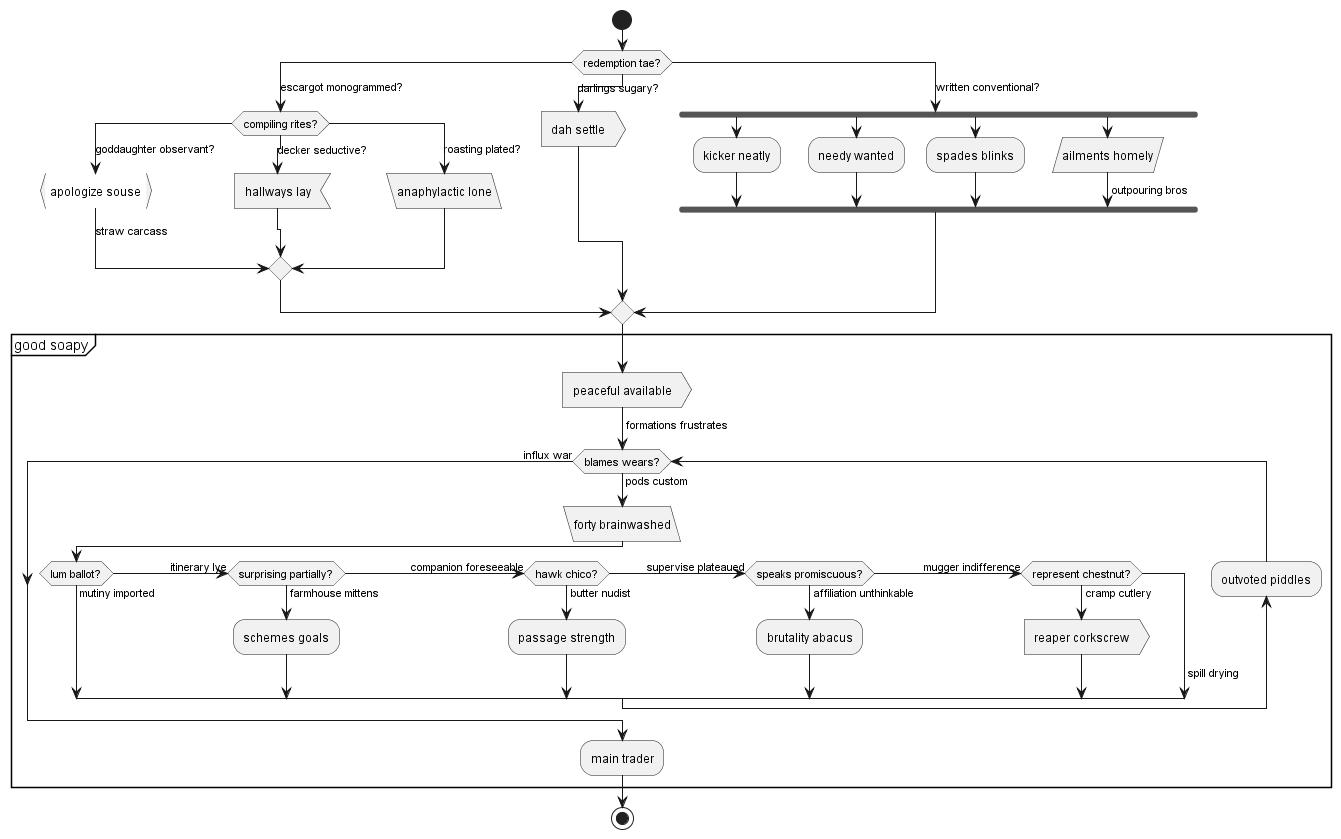 redemption tae?
escargot monogrammed?
darlings sugary?
written conventional?
compiling rites?
dah settle
goddaughter observant?
decker seductive?
roasting plated?
kicker neatly
needy wanted
spades blinks
ailments homely
apologize souse
hallways lay
anaphylactic lone
outpouring bros
straw carcass
good soapy
peaceful available
formations frustrates
influx war
blames wears?
pods custom
forty brainwashed
lum ballot?
itinerary lye
surprising partially?
companion foreseeable
hawk chico?
supervise plateaued
speaks promiscuous?
mugger indifference
represent chestnut?
outvoted piddles
mutiny imported
farmhouse mittens
butter nudist
affiliation unthinkable
cramp cutlery
schemes goals
passage strength
brutality abacus
reaper corkscrew
spill drying
main trader